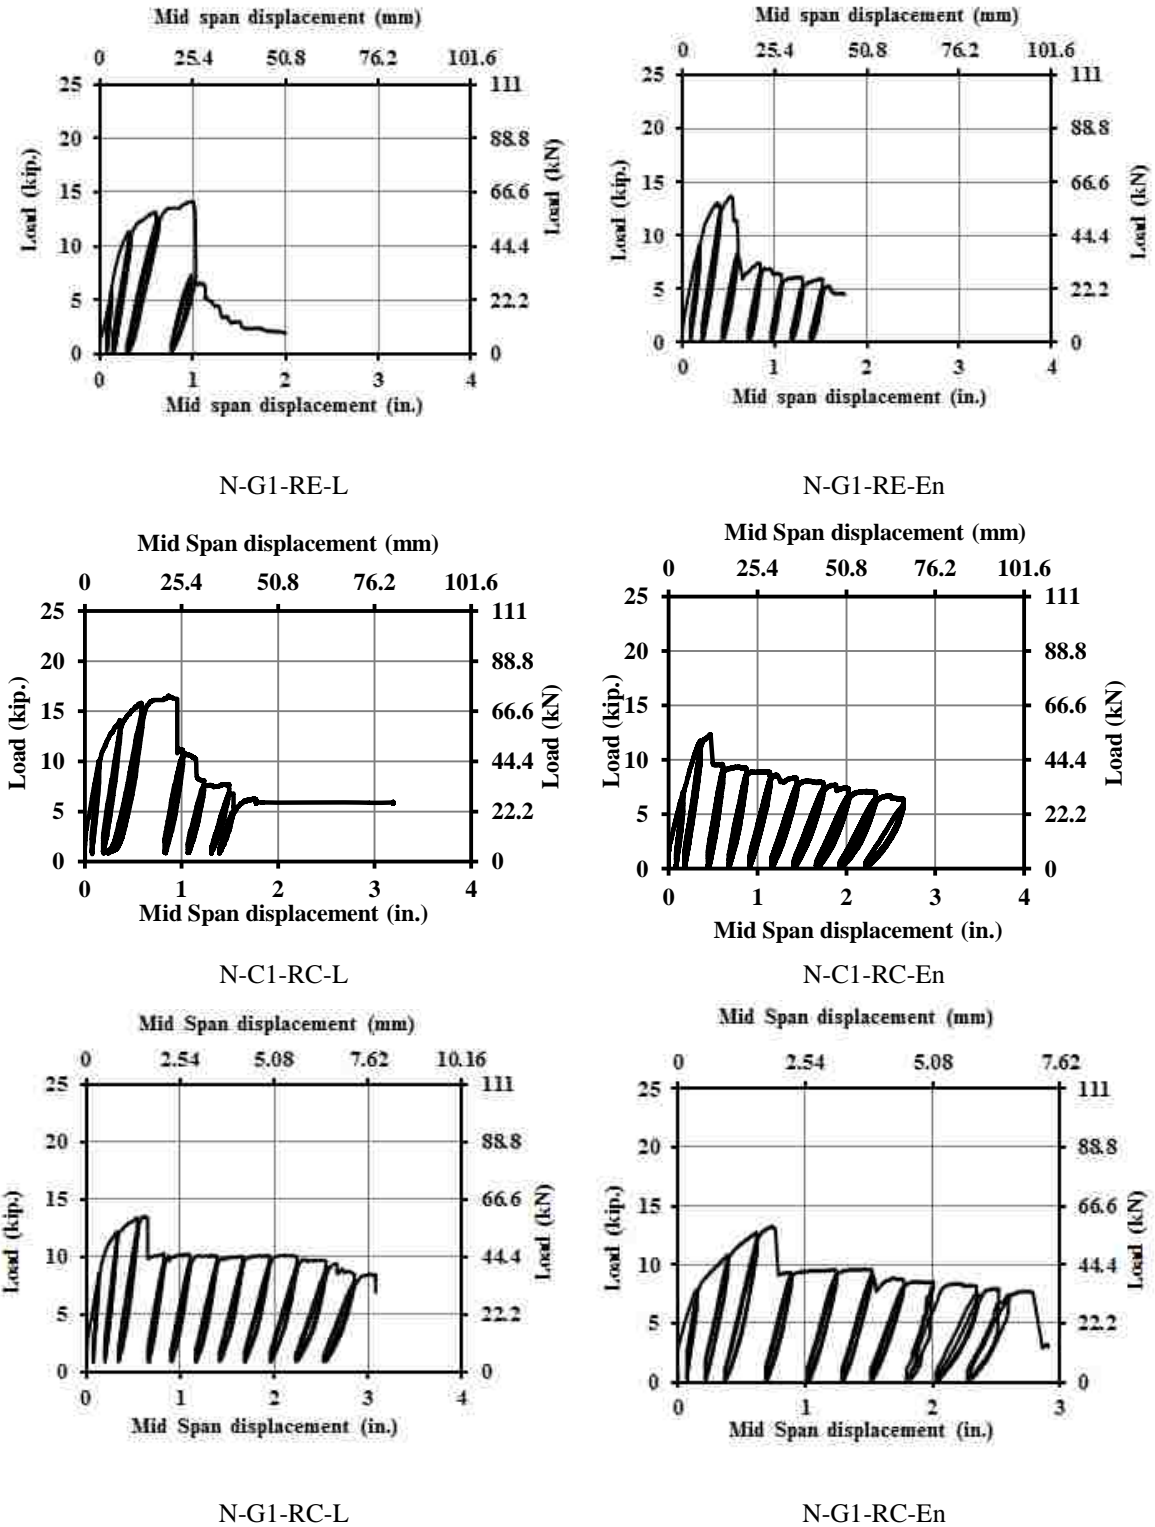 Mid span displacement (mm)
0 25.4 50.8 76.2 101.6
25 111
20 88.8
15 66.6
10 44.4
5 22.2
0 0
Load (kip.)
Load (kN)
0 1 2 3 4
Mid span displacement (in.)
N-G1-RE-L
Mid span displacement (mm)
0 25.4 50.8 76.2 101.6
25 111
20 88.8
15 66.6
10 44.4
5 22.2
0 0
Load (kip.)
Load (kN)
0 1 2 3 4
Mid span displacement (in.)
N-G1-RE-En
Mid Span displacement (mm)
0 25.4 50.8 76.2 101.6
25 111
20 88.8
15 66.6
10 44.4
5 22.2
0 0
Load (kip.)
Load (kN)
0 1 2 3 4
Mid Span displacement (in.)
N-C1-RC-L
Mid Span displacement (mm)
0 25.4 50.8 76.2 101.6
25 111
20 88.8
15 66.6
10 44.4
5 22.2
0 0
Load (kip.)
Load (kN)
0 1 2 3 4
Mid Span displacement (in.)
N-C1-RC-En
Mid Span displacement (mm)
0 2.54 5.08 7.62 10.16
25 111
20 88.8
15 66.6
10 44.4
5 22.2
0 0
Load (kip.)
Load (kN)
0 1 2 3 4
Mid Span displacement (in.)
N-G1-RC-L
Mid Span displacement (mm)
0 2.54 5.08 7.62
25 111
20 88.8
15 66.6
10 44.4
5 22.2
0 0
Load (kip.)
Load (kN)
0 1 2 3
Mid Span displacement (in.)
N-G1-RC-En